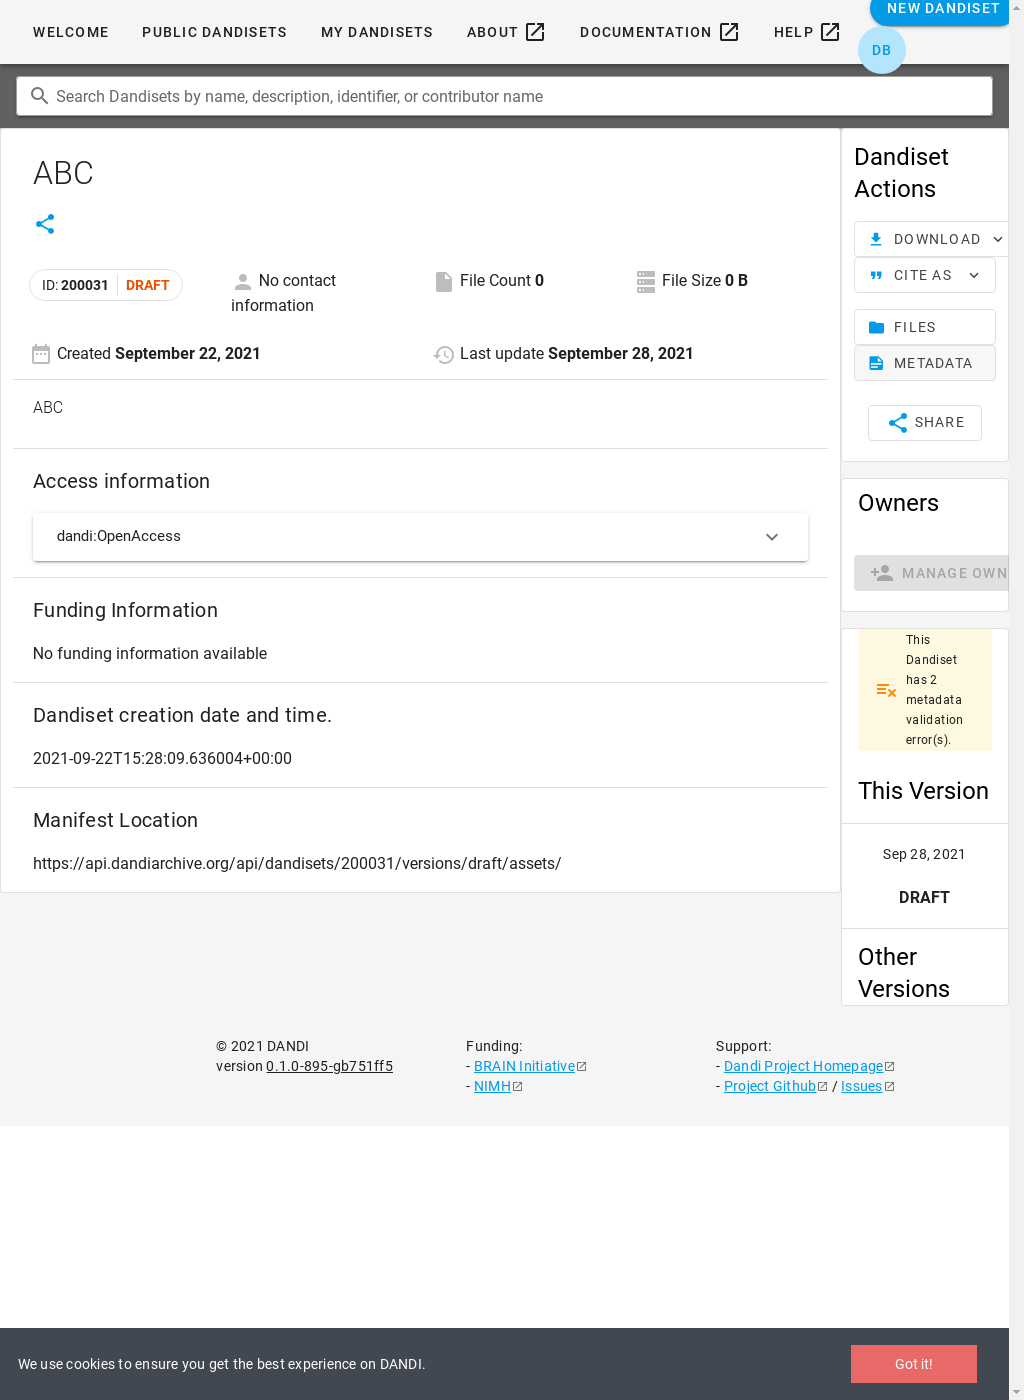 NEW DANDISET
WELCOME PUBLIC DANDISETS MY DANDISETS ABOUT DOCUMENTATION HELP
DB
Search Dandisets by name, description, identifier, or contributor name
ABC
ID: 200031 DRAFT
No contact information
File Count 0
File Size 0 B
Created September 22, 2021
Last update September 28, 2021
ABC
Access information
dandi:OpenAccess
Funding Information
No funding information available
Dandiset creation date and time.
2021-09-22T15:28:09.636004+00:00
Manifest Location
https://api.dandiarchive.org/api/dandisets/200031/versions/draft/assets/
Dandiset
Actions
DOWNLOAD
CITE AS
FILES
METADATA
SHARE
Owners
MANAGE OWN
This
Dandiset
has 2
metadata
validation
error(s).
This Version
Sep 28, 2021
DRAFT
Other
Versions
© 2021 DANDI
version 0.1.0-895-gb751ff5
Funding:
- BRAIN Initiative
- NIMH
Support:
- Dandi Project Homepage
- Project Github / Issues
We use cookies to ensure you get the best experience on DANDI.
Got it!